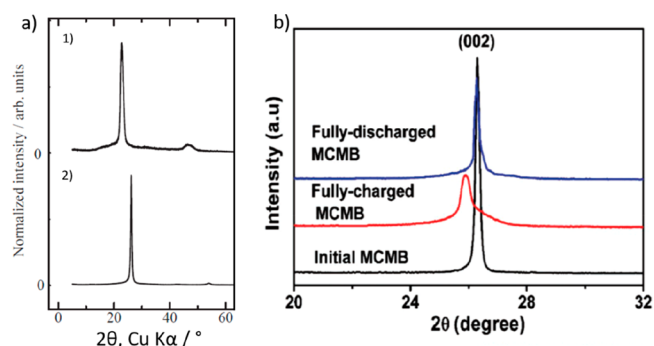 a)
1)
0
2)
0
Normalized intensity / arb. units
0 20 40 60
2θ, Cu Kα / °
b)
(002)
Fully-discharged
MCMB
Fully-charged
MCMB
Initial MCMB
Intensity (a.u)
20 24 28 32
2θ (degree)